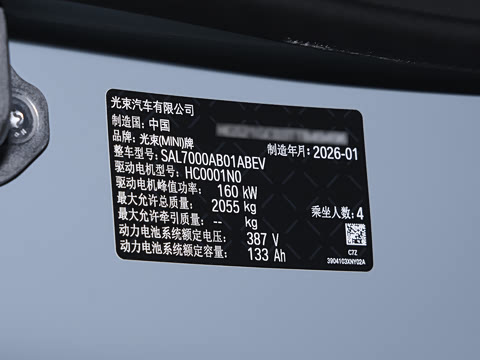 光束汽车有限公司
制造国: 中国
品牌: 光束(MINI)牌
制造年月: 2026-01
整车型号: SAL7000AB01ABEV
驱动电机型号: HC0001N0
驱动电机峰值功率: 160 kW
最大允许总质量: 2055 kg
乘坐人数: 4
最大允许牵引质量: -- kg
动力电池系统额定电压: 387 V
动力电池系统额定容量: 133 Ah
C7Z
3904103XNY02A